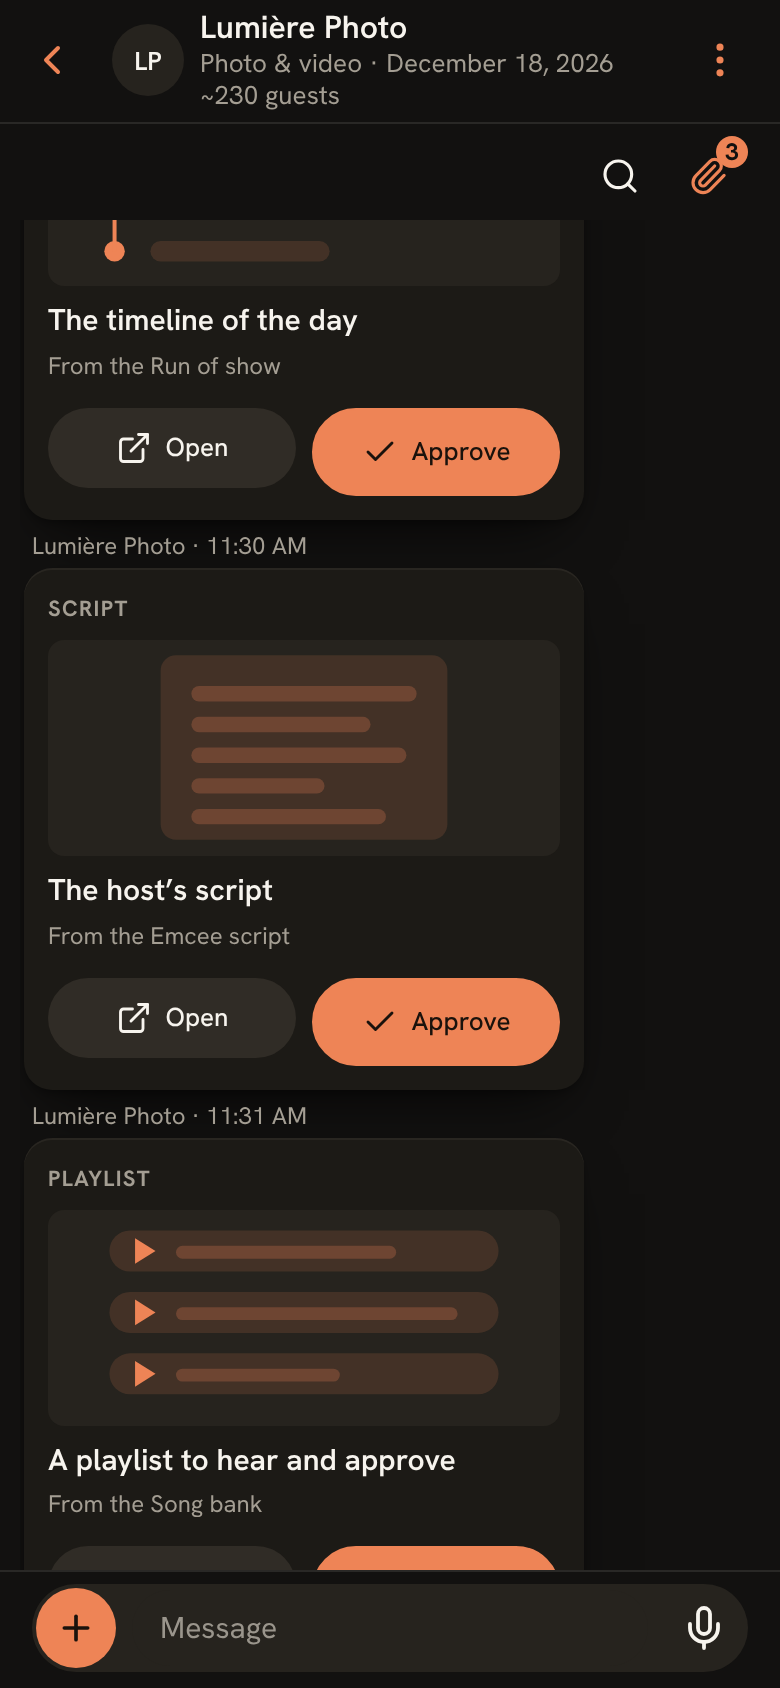 LP
Lumière Photo
Photo & video · December 18, 2026
~230 guests
3
The timeline of the day
From the Run of show
Open
Approve
Lumière Photo · 11:30 AM
SCRIPT
The host’s script
From the Emcee script
Open
Approve
Lumière Photo · 11:31 AM
PLAYLIST
A playlist to hear and approve
From the Song bank
Message